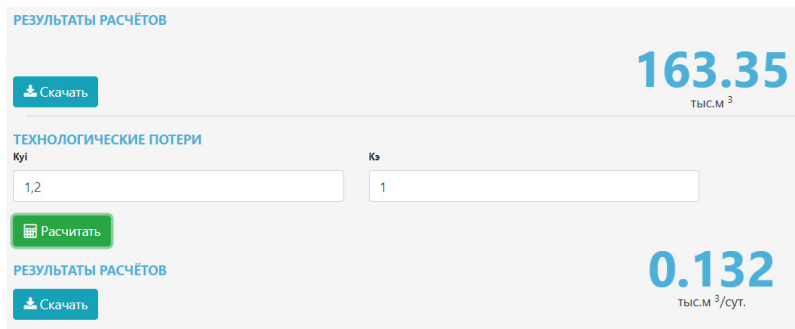 РЕЗУЛЬТАТЫ РАСЧЁТОВ
163.35
Скачать
тыс.м ³
ТЕХНОЛОГИЧЕСКИЕ ПОТЕРИ
Kyi Kэ
1,2 1
Расчитать
РЕЗУЛЬТАТЫ РАСЧЁТОВ
0.132
Скачать
тыс.м ³/сут.